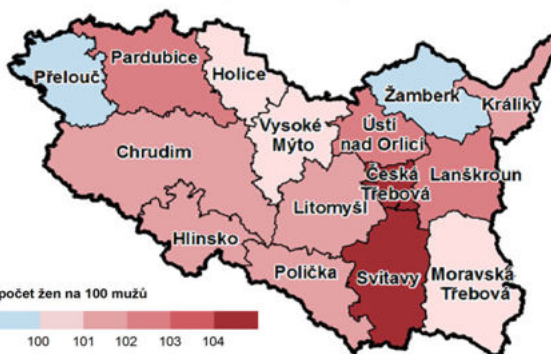 Přelouč
Pardubice
Holice
Vysoké
Mýto
Chrudim
Hlinsko
Litomyšl
Polička
Žamberk
Králíky
Ústí
nad Orlicí
Česká
Třebová
Lanškroun
Svitavy
Moravská
Třebová
počet žen na 100 mužů
100 101 102 103 104